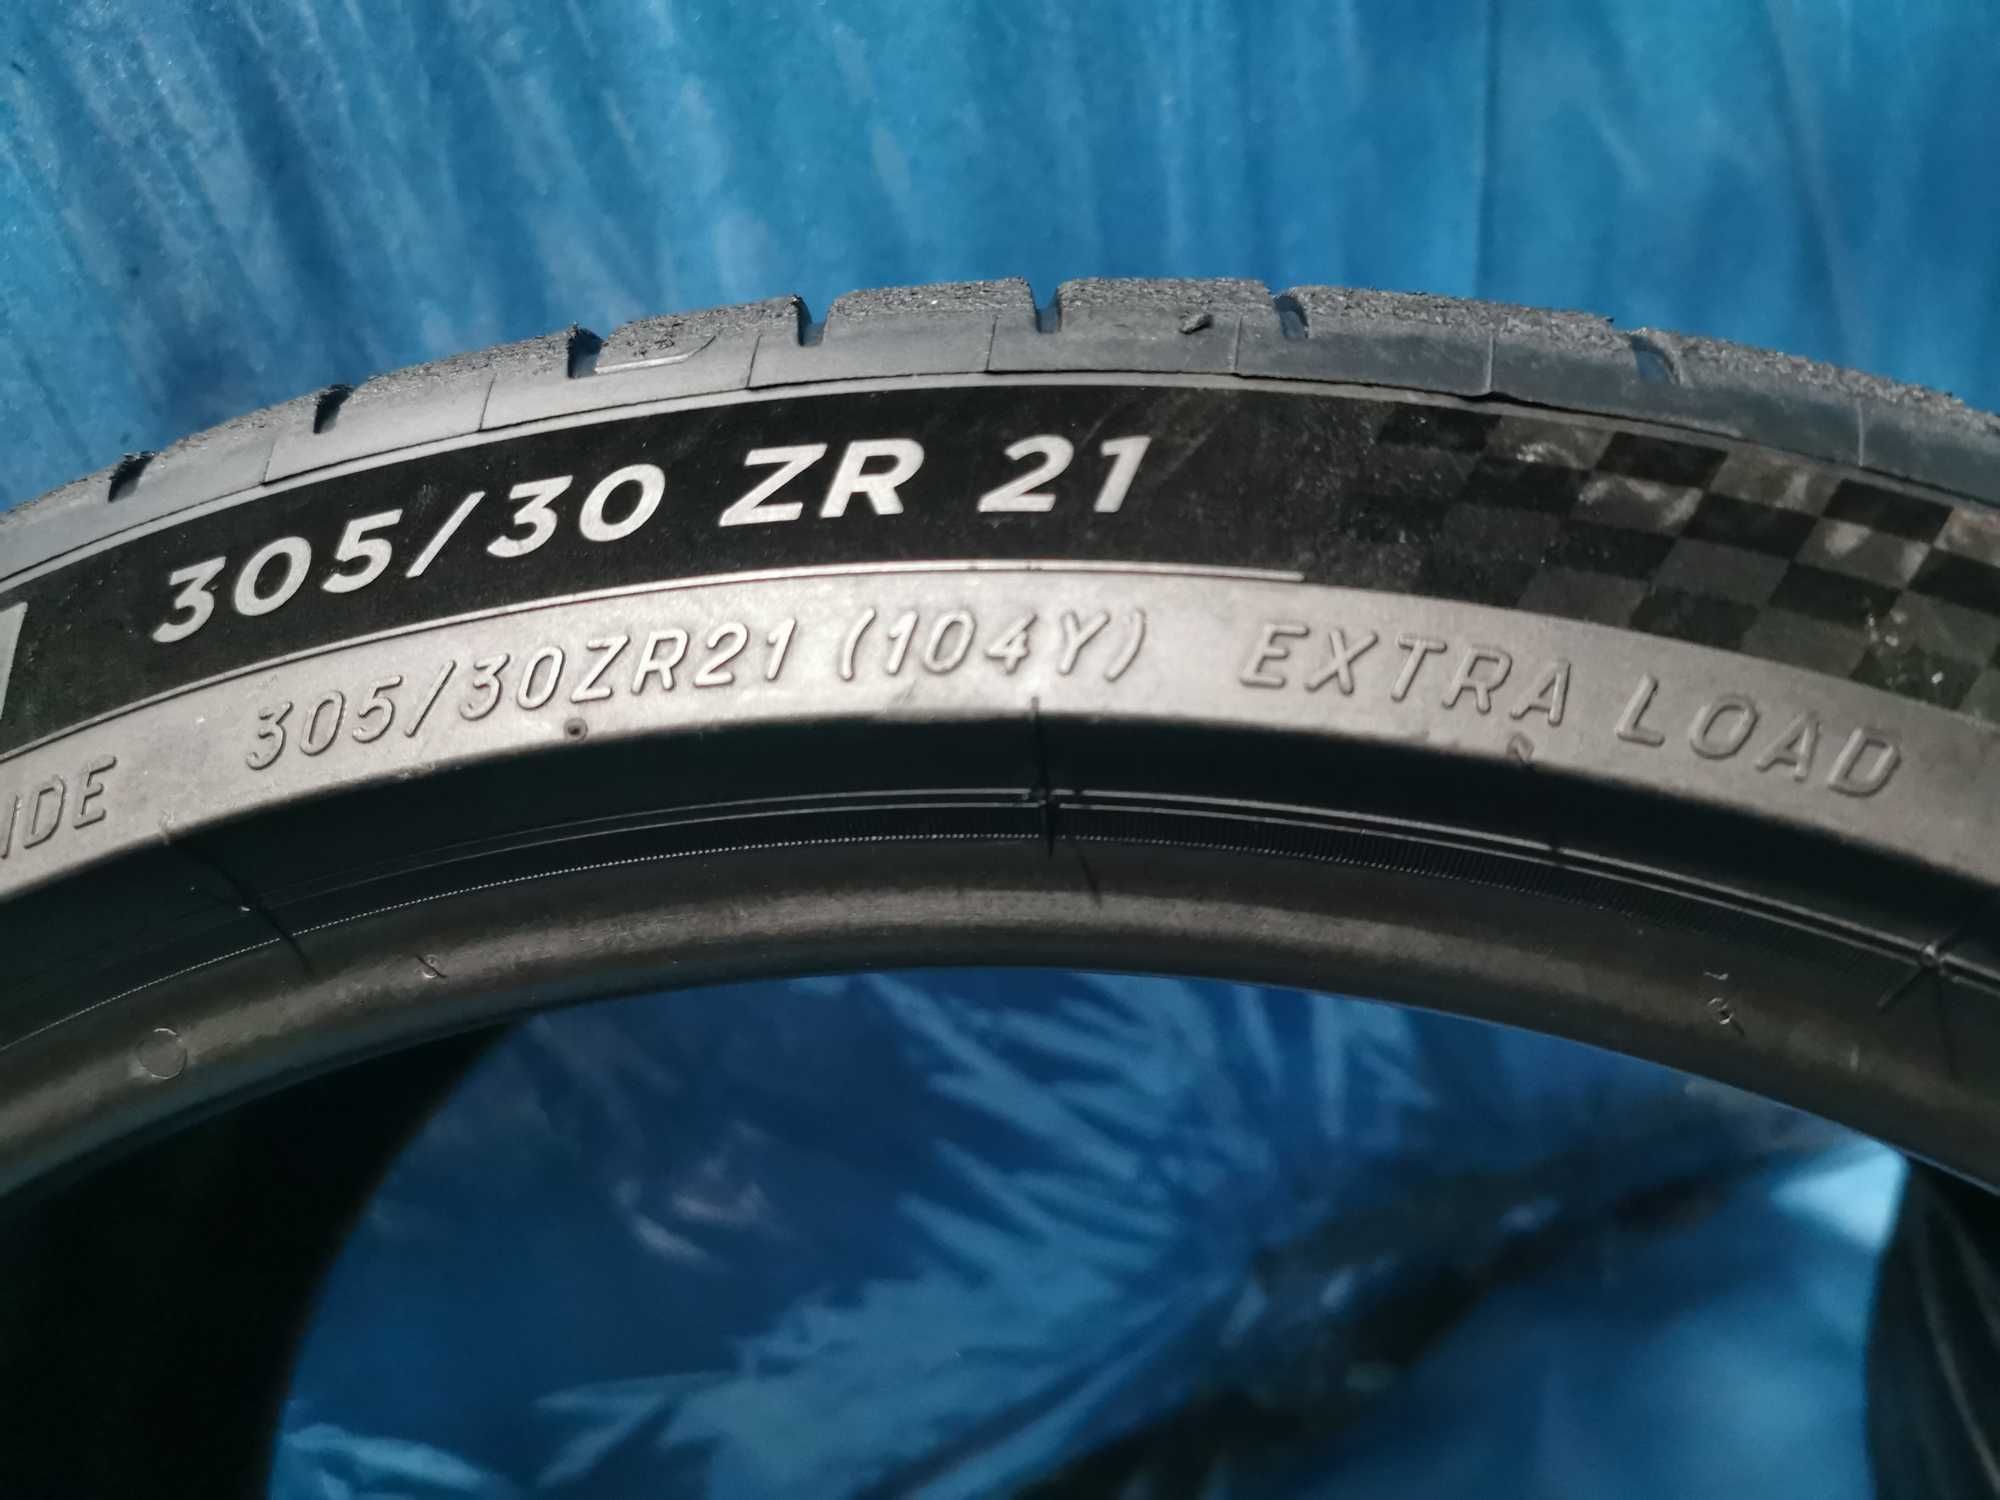 305/30 ZR 21
IDE 305/30ZR21 (104Y) EXTRA LOAD